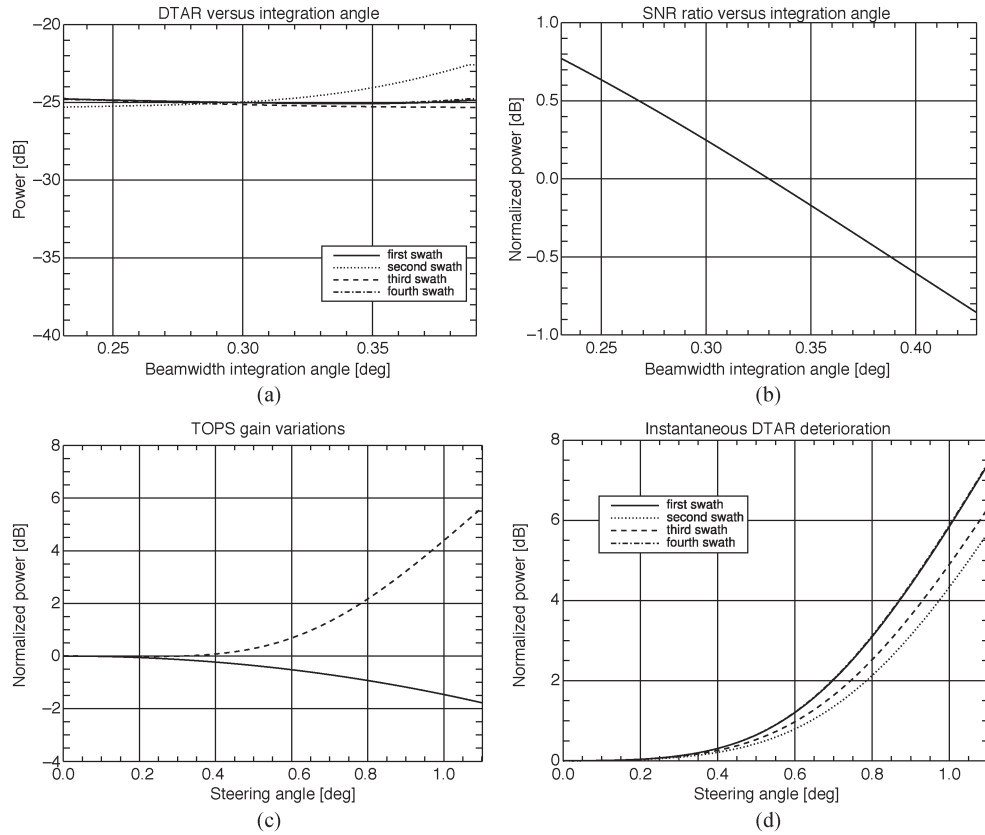 DTAR versus integration angle
Power [dB]
−20
−25
−30
−35
−40
0.25 0.30 0.35
first swath
second swath
third swath
fourth swath
Beamwidth integration angle [deg]
(a)
SNR ratio versus integration angle
Normalized power [dB]
1.0
0.5
0.0
−0.5
−1.0
0.25 0.30 0.35 0.40
Beamwidth integration angle [deg]
(b)
TOPS gain variations
Normalized power [dB]
8
6
4
2
0
−2
−4
0.0 0.2 0.4 0.6 0.8 1.0
Steering angle [deg]
(c)
Instantaneous DTAR deterioration
Normalized power [dB]
8
6
4
2
0
first swath
second swath
third swath
fourth swath
0.0 0.2 0.4 0.6 0.8 1.0
Steering angle [deg]
(d)